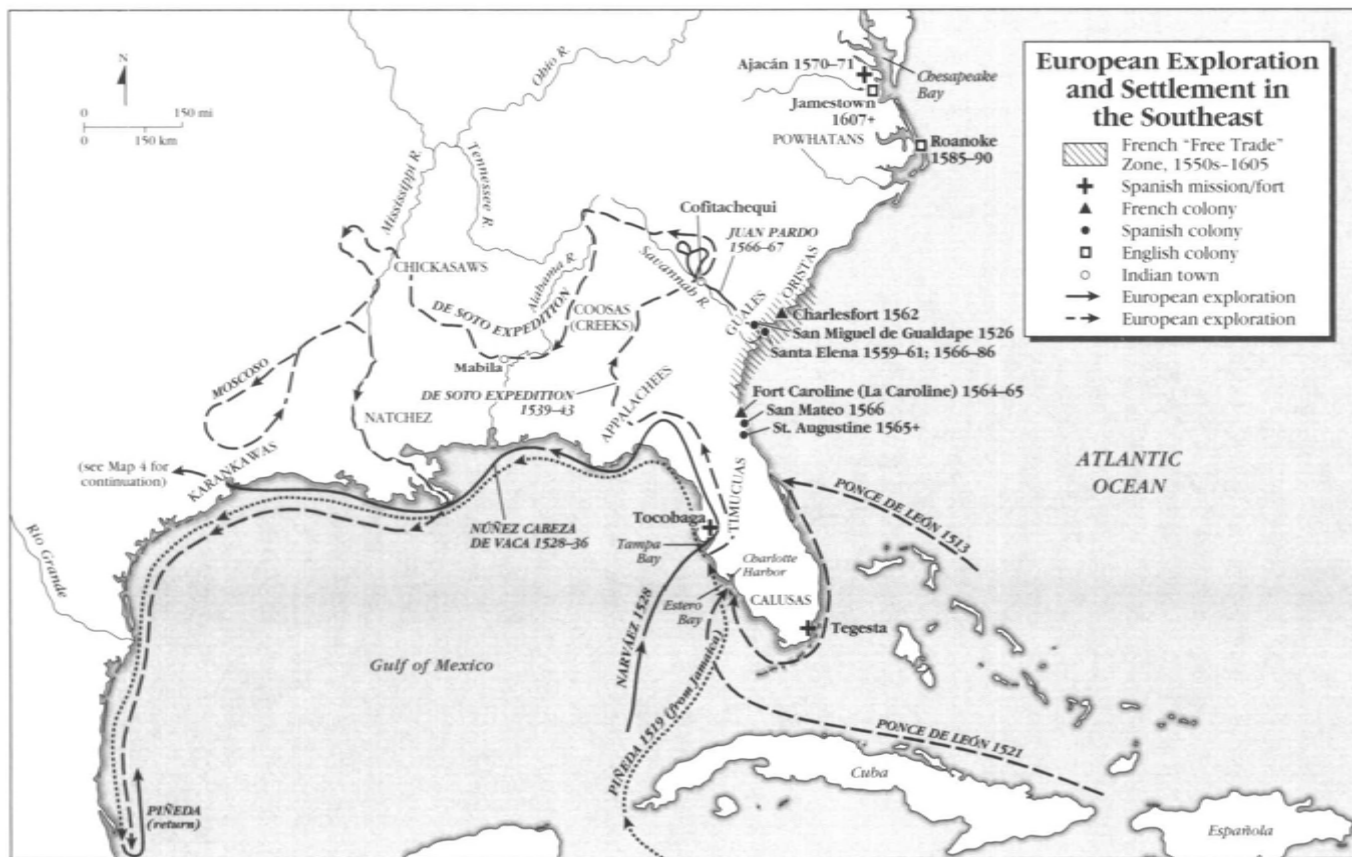 European Exploration
and Settlement in
the Southeast
French "Free Trade"
Zone, 1550s–1605
Spanish mission/fort
French colony
Spanish colony
English colony
Indian town
European exploration
European exploration
N
0 150 mi
0 150 km
Ohio R.
Mississippi R.
Tennessee R.
Ajacán 1570–71
Chesapeake
Bay
Jamestown
1607+
POWHATANS
Roanoke
1585–90
Cofitachequi
JUAN PARDO
1566–67
Savannah R.
Alabama R.
CHICKASAWS
DE SOTO EXPEDITION
COOSAS
(CREEKS)
GUALES
ORISTAS
Charlesfort 1562
San Miguel de Gualdape 1526
Santa Elena 1559–61; 1566–86
Mabila
MOSCOSO
DE SOTO EXPEDITION
1539–43
NATCHEZ
APPALACHEES
Fort Caroline (La Caroline) 1564–65
San Mateo 1566
St. Augustine 1565+
(see Map 4 for
continuation)
KARANKAWAS
ATLANTIC
OCEAN
TIMUCUAS
PONCE DE LEÓN 1513
Rio Grande
NÚÑEZ CABEZA
DE VACA 1528–36
Tocobaga
Tampa
Bay
Charlotte
Harbor
Estero
Bay
CALUSAS
Tegesta
NARVÁEZ 1528
Gulf of Mexico
PIÑEDA 1519 (from Jamaica)
PONCE DE LEÓN 1521
Cuba
PIÑEDA
(return)
Española